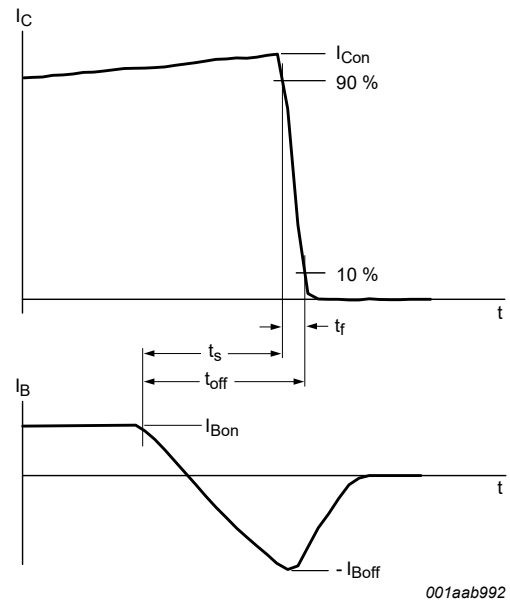 I_C
I_Con
90 %
10 %
t
t_f
t_s
t_off
I_B
I_Bon
t
- I_Boff
001aab992